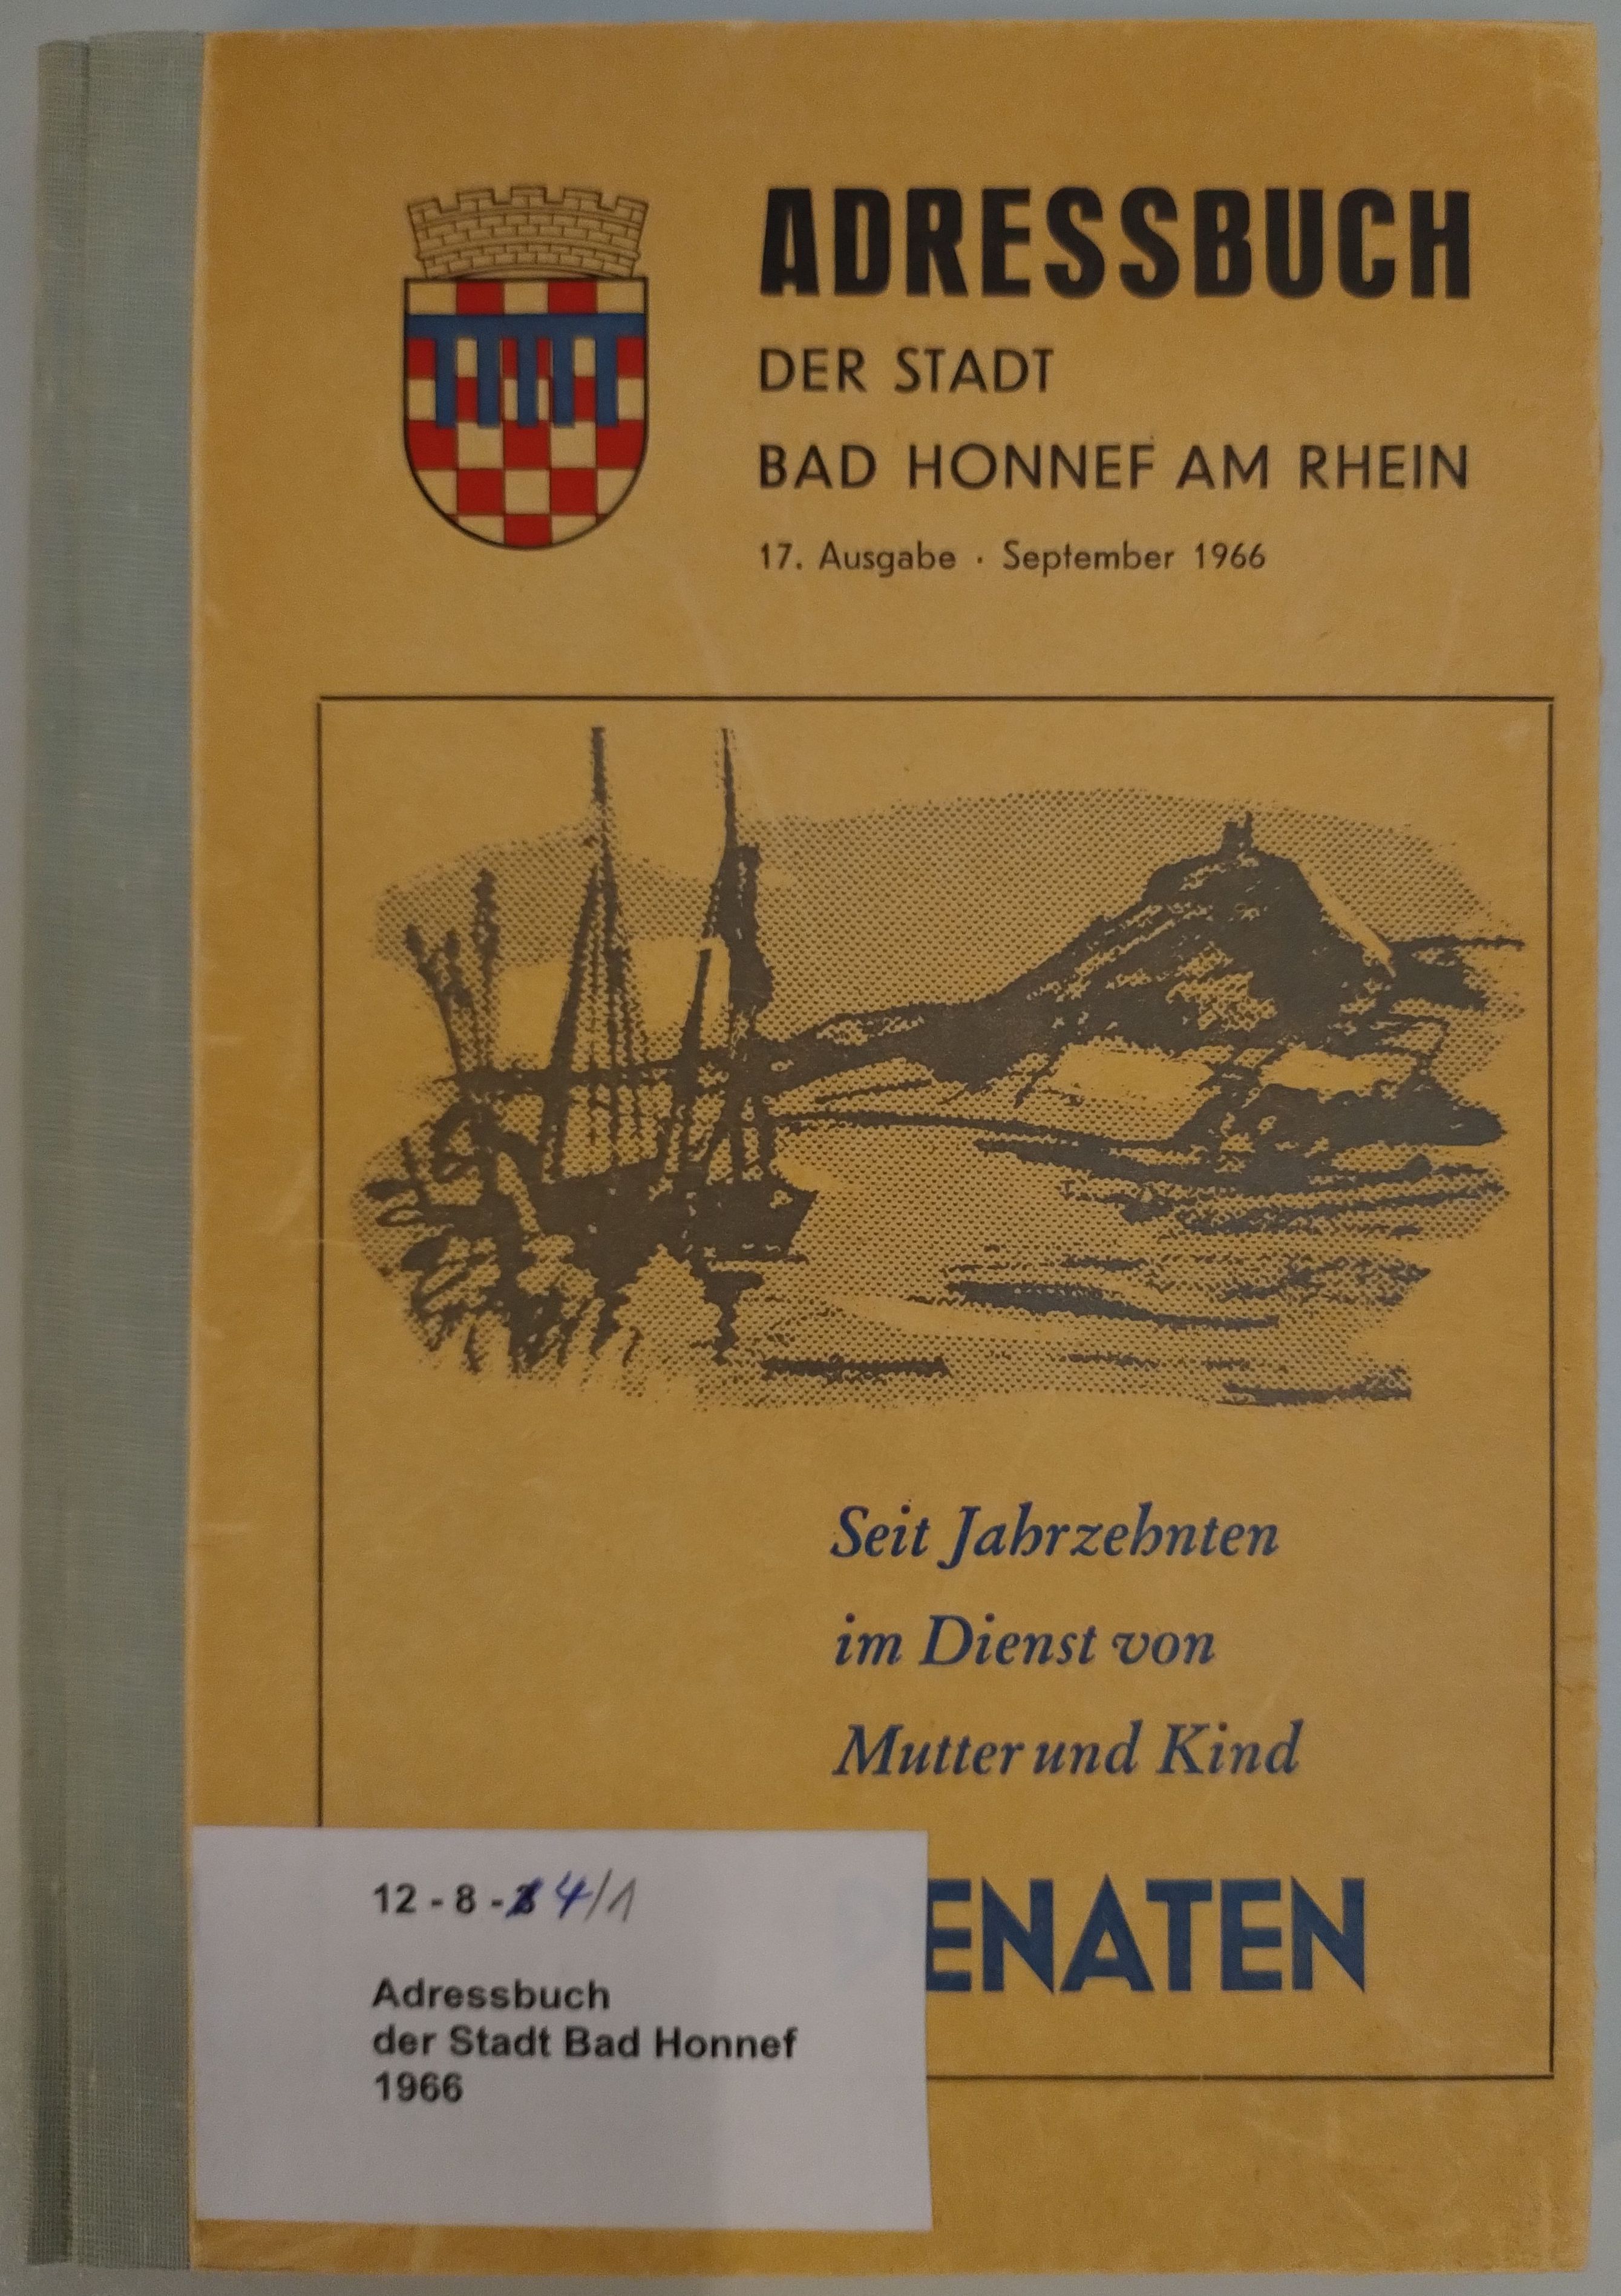 ADRESSBUCH
DER STADT
BAD HONNEF AM RHEIN
17. Ausgabe · September 1966
Seit Jahrzehnten
im Dienst von
Mutter und Kind
PENATEN
12 - 8 - 4/1
Adressbuch
der Stadt Bad Honnef
1966